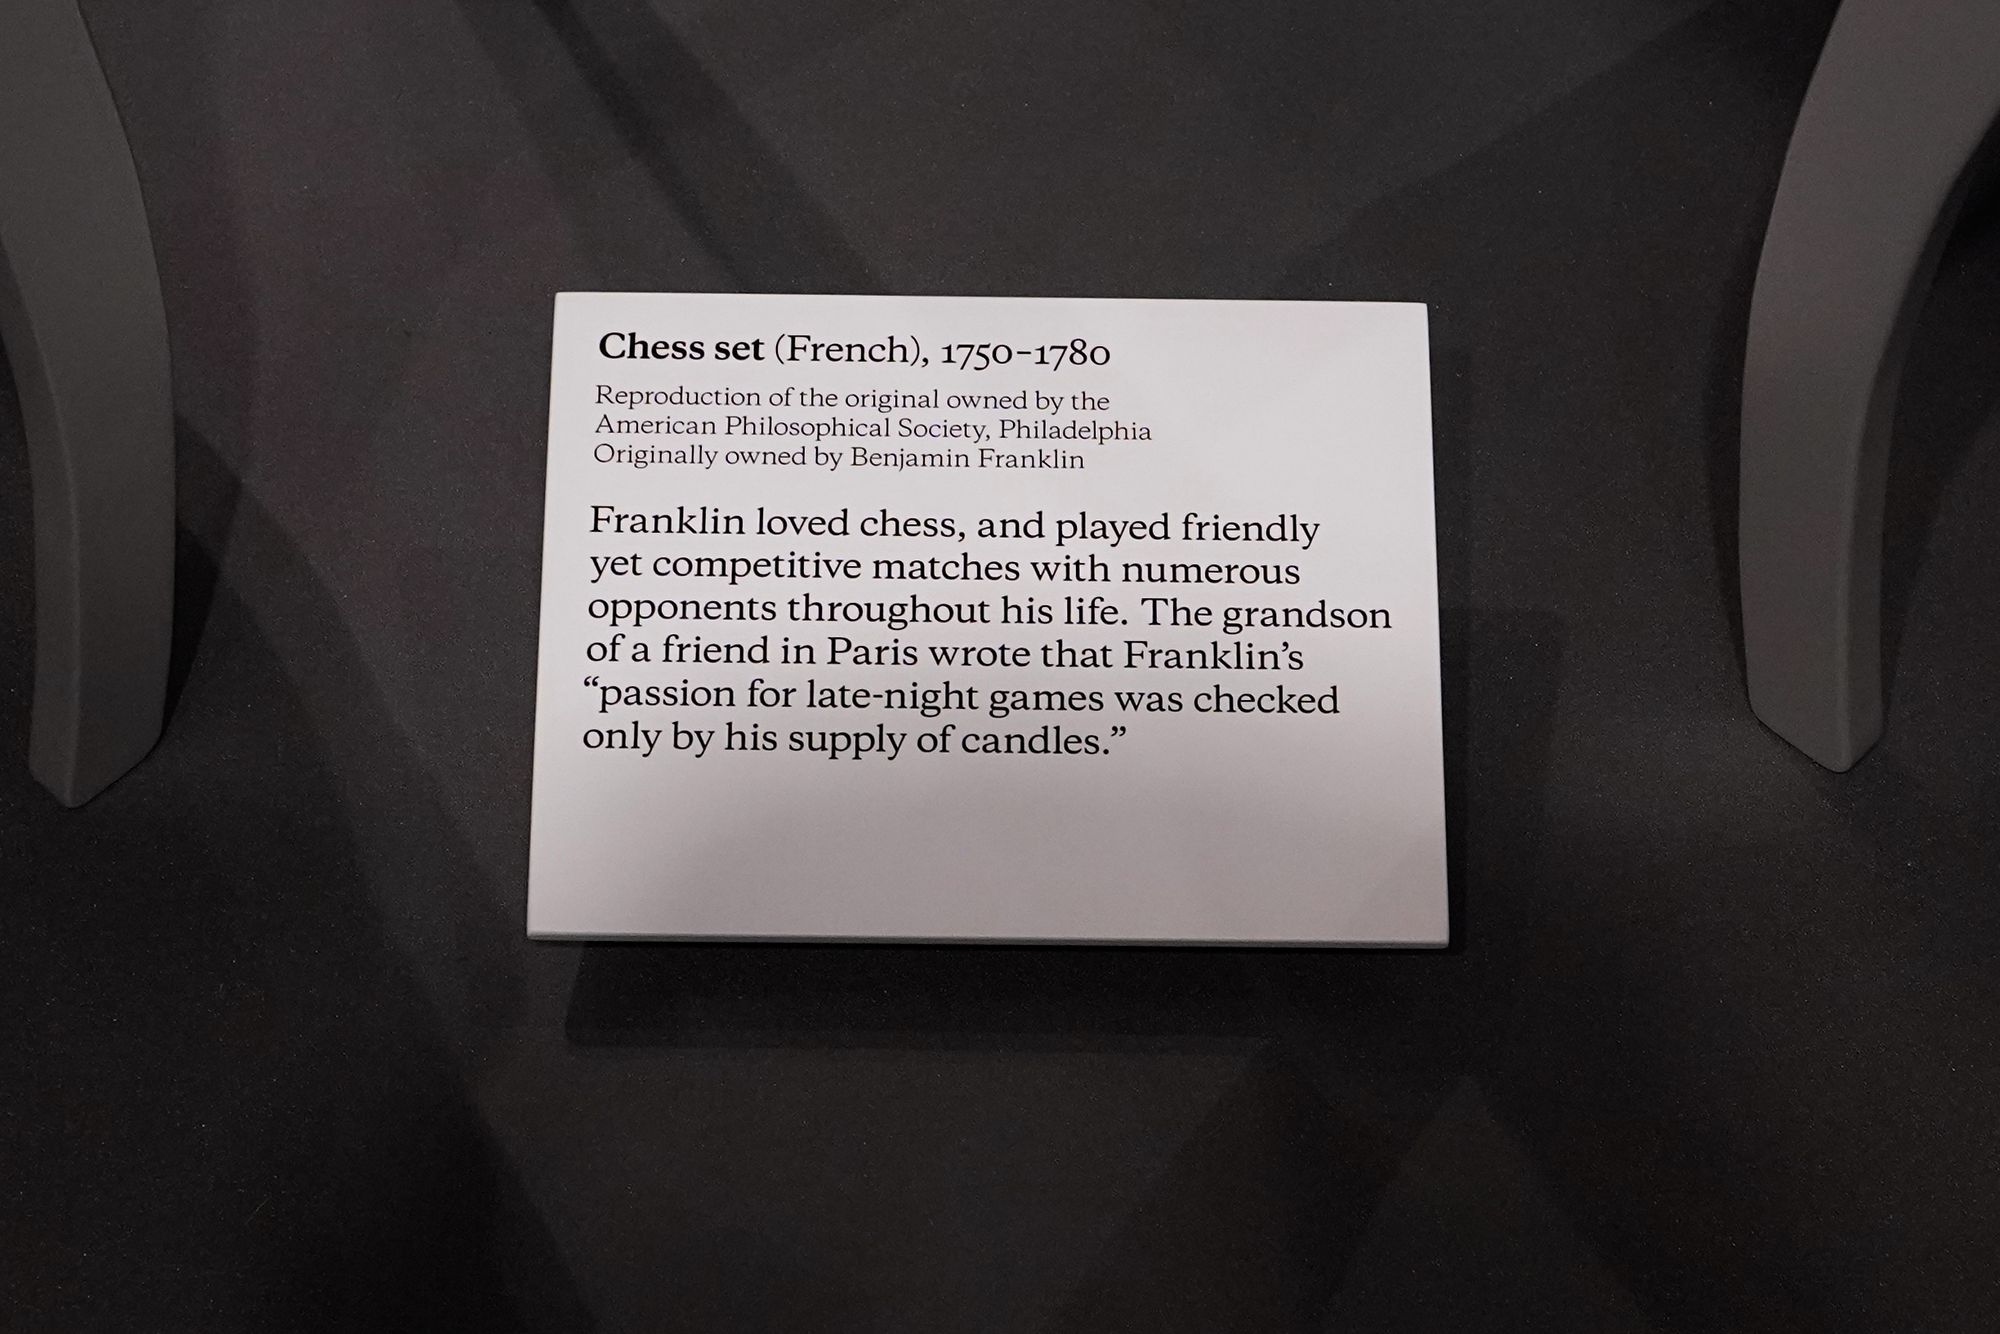 Chess set (French), 1750–1780
Reproduction of the original owned by the
American Philosophical Society, Philadelphia
Originally owned by Benjamin Franklin
Franklin loved chess, and played friendly
yet competitive matches with numerous
opponents throughout his life. The grandson
of a friend in Paris wrote that Franklin’s
“passion for late-night games was checked
only by his supply of candles.”